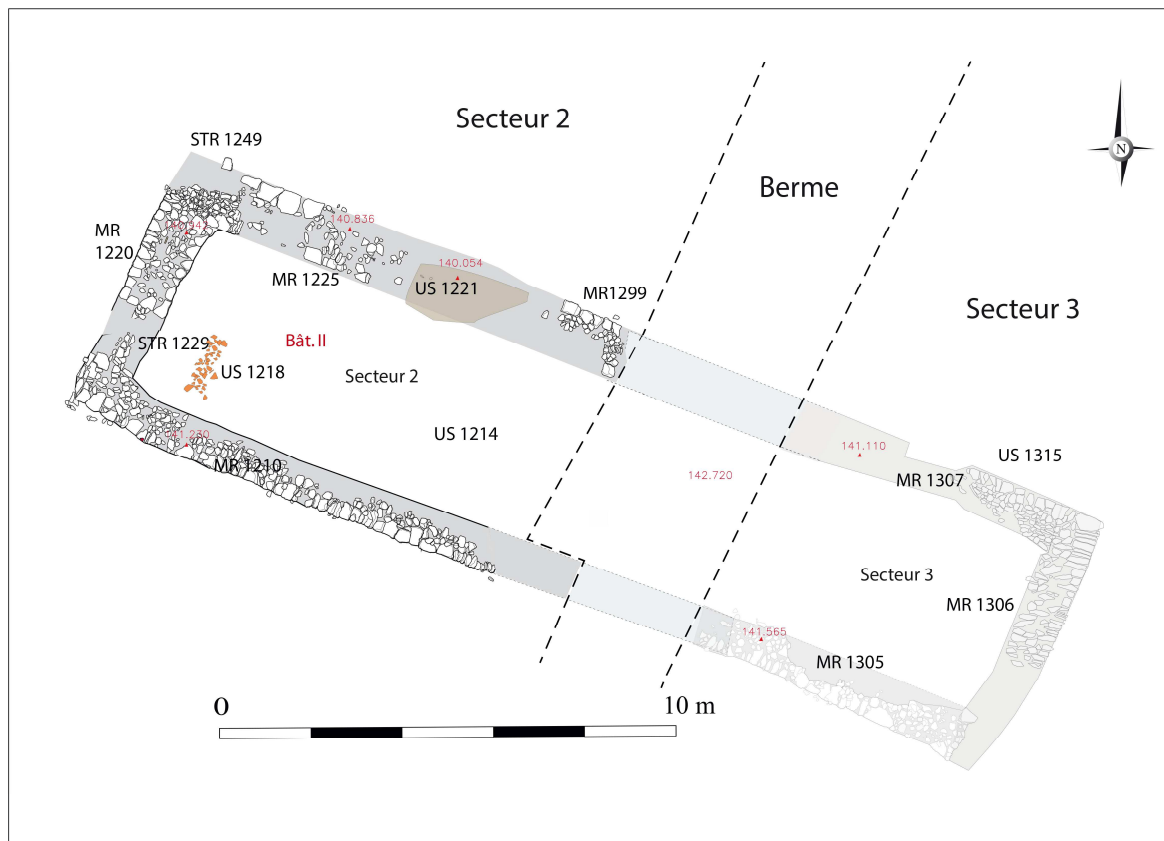 Secteur 2
STR 1249
N
Berme
MR
1220
140.836
MR 1225
140.054
US 1221
MR1299
Secteur 3
STR 1229
Bât. II
US 1218
Secteur 2
US 1214
141.230
MR 1210
141.110
US 1315
142.720
MR 1307
Secteur 3
MR 1306
141.565
MR 1305
0
10 m